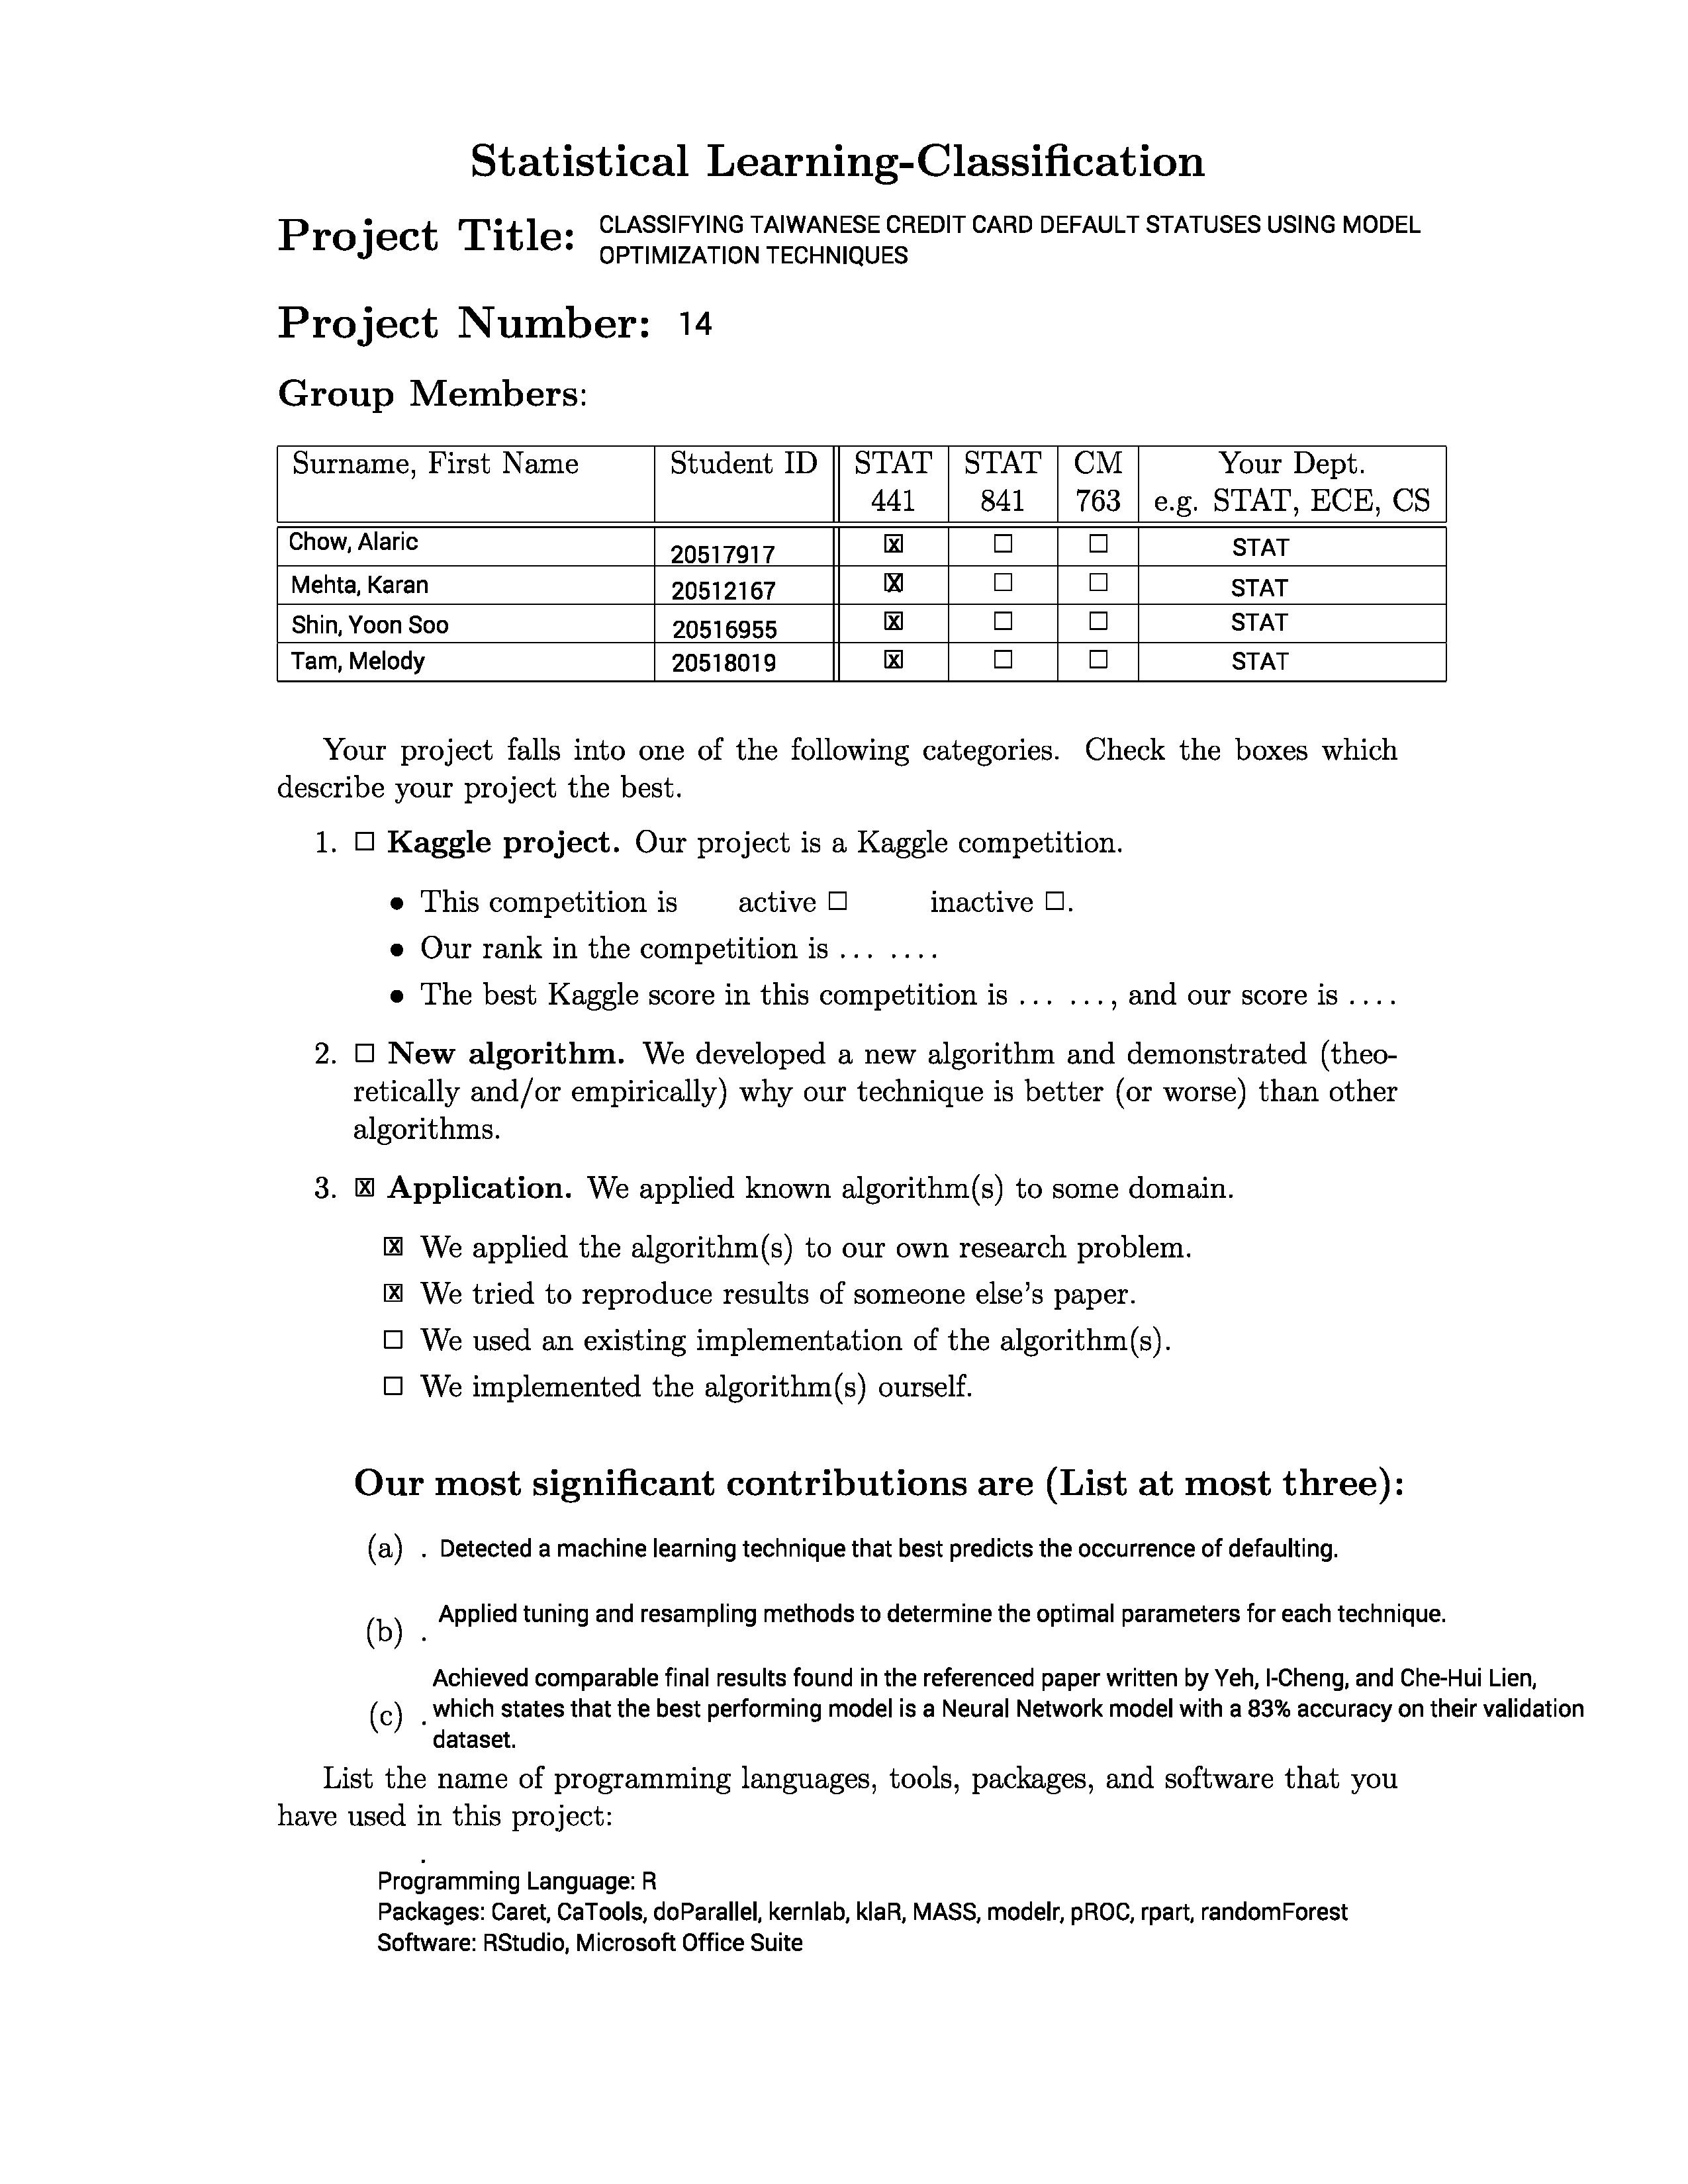 Statistical Learning-Classification
Project Title: CLASSIFYING TAIWANESE CREDIT CARD DEFAULT STATUSES USING MODEL
OPTIMIZATION TECHNIQUES
Project Number: 14
Group Members:
Surname, First Name Student ID STAT STAT CM Your Dept.
441 841 763 e.g. STAT, ECE, CS
Chow, Alaric 20517917 ☒ ☐ ☐ STAT
Mehta, Karan 20512167 ☒ ☐ ☐ STAT
Shin, Yoon Soo 20516955 ☒ ☐ ☐ STAT
Tam, Melody 20518019 ☒ ☐ ☐ STAT
Your project falls into one of the following categories. Check the boxes which
describe your project the best.
1. ☐ Kaggle project. Our project is a Kaggle competition.
• This competition is active ☐ inactive ☐.
• Our rank in the competition is ... ....
• The best Kaggle score in this competition is ... ..., and our score is ....
2. ☐ New algorithm. We developed a new algorithm and demonstrated (theo-
retically and/or empirically) why our technique is better (or worse) than other
algorithms.
3. ☒ Application. We applied known algorithm(s) to some domain.
☒ We applied the algorithm(s) to our own research problem.
☒ We tried to reproduce results of someone else's paper.
☐ We used an existing implementation of the algorithm(s).
☐ We implemented the algorithm(s) ourself.
Our most significant contributions are (List at most three):
(a) . Detected a machine learning technique that best predicts the occurrence of defaulting.
(b) . Applied tuning and resampling methods to determine the optimal parameters for each technique.
Achieved comparable final results found in the referenced paper written by Yeh, I-Cheng, and Che-Hui Lien,
(c) . which states that the best performing model is a Neural Network model with a 83% accuracy on their validation
dataset.
List the name of programming languages, tools, packages, and software that you
have used in this project:
.
Programming Language: R
Packages: Caret, CaTools, doParallel, kernlab, klaR, MASS, modelr, pROC, rpart, randomForest
Software: RStudio, Microsoft Office Suite